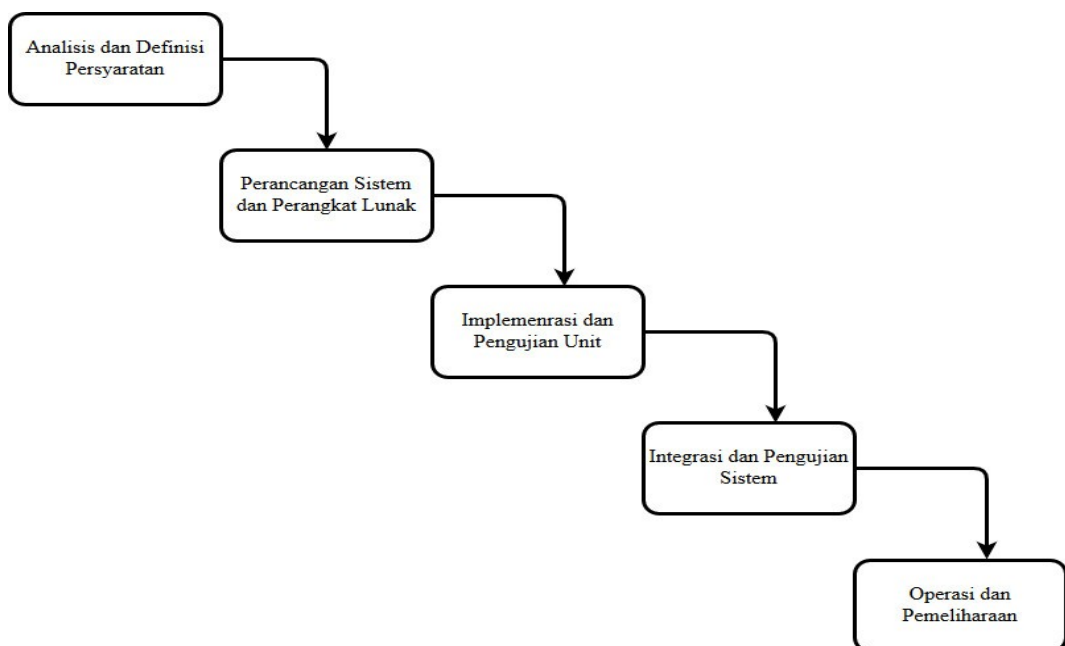 Analisis dan Definisi
Persyaratan
Perancangan Sistem
dan Perangkat Lunak
Implemenrasi dan
Pengujian Unit
Integrasi dan Pengujian
Sistem
Operasi dan
Pemeliharaan